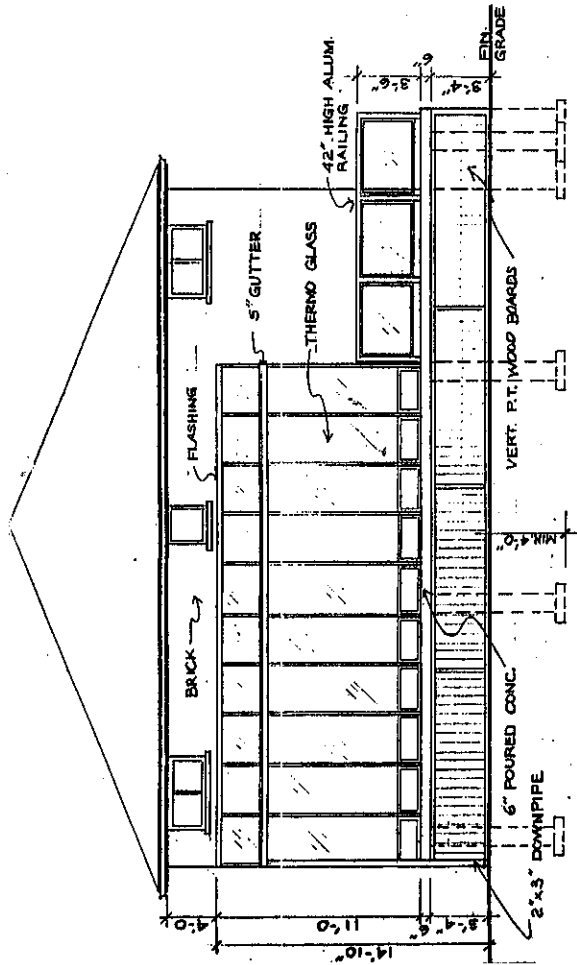 BRICK
FLASHING
5" GUTTER
THERMO GLASS
42" HIGH ALUM.
RAILING
3'-6"
6"
3'-4"
FIN.
GRADE
4'-0
11'-0
6"
3'-4"
14'-10"
2"x3" DOWNPIPE
6" POURED CONC.
MIN. 4'-0"
VERT. P.T. WOOD BOARDS